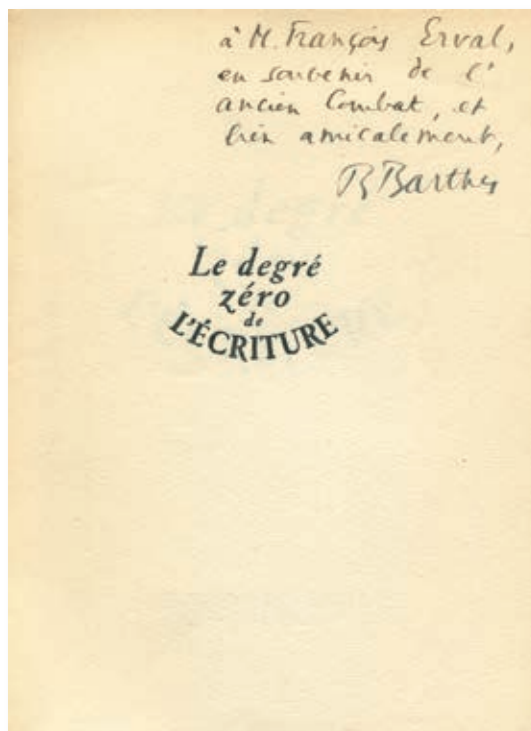 à M. François Erval,
en souvenir de l'
ancien Combat, et
bien amicalement,
R Barthes
Le degré
zéro
de
L'ÉCRITURE